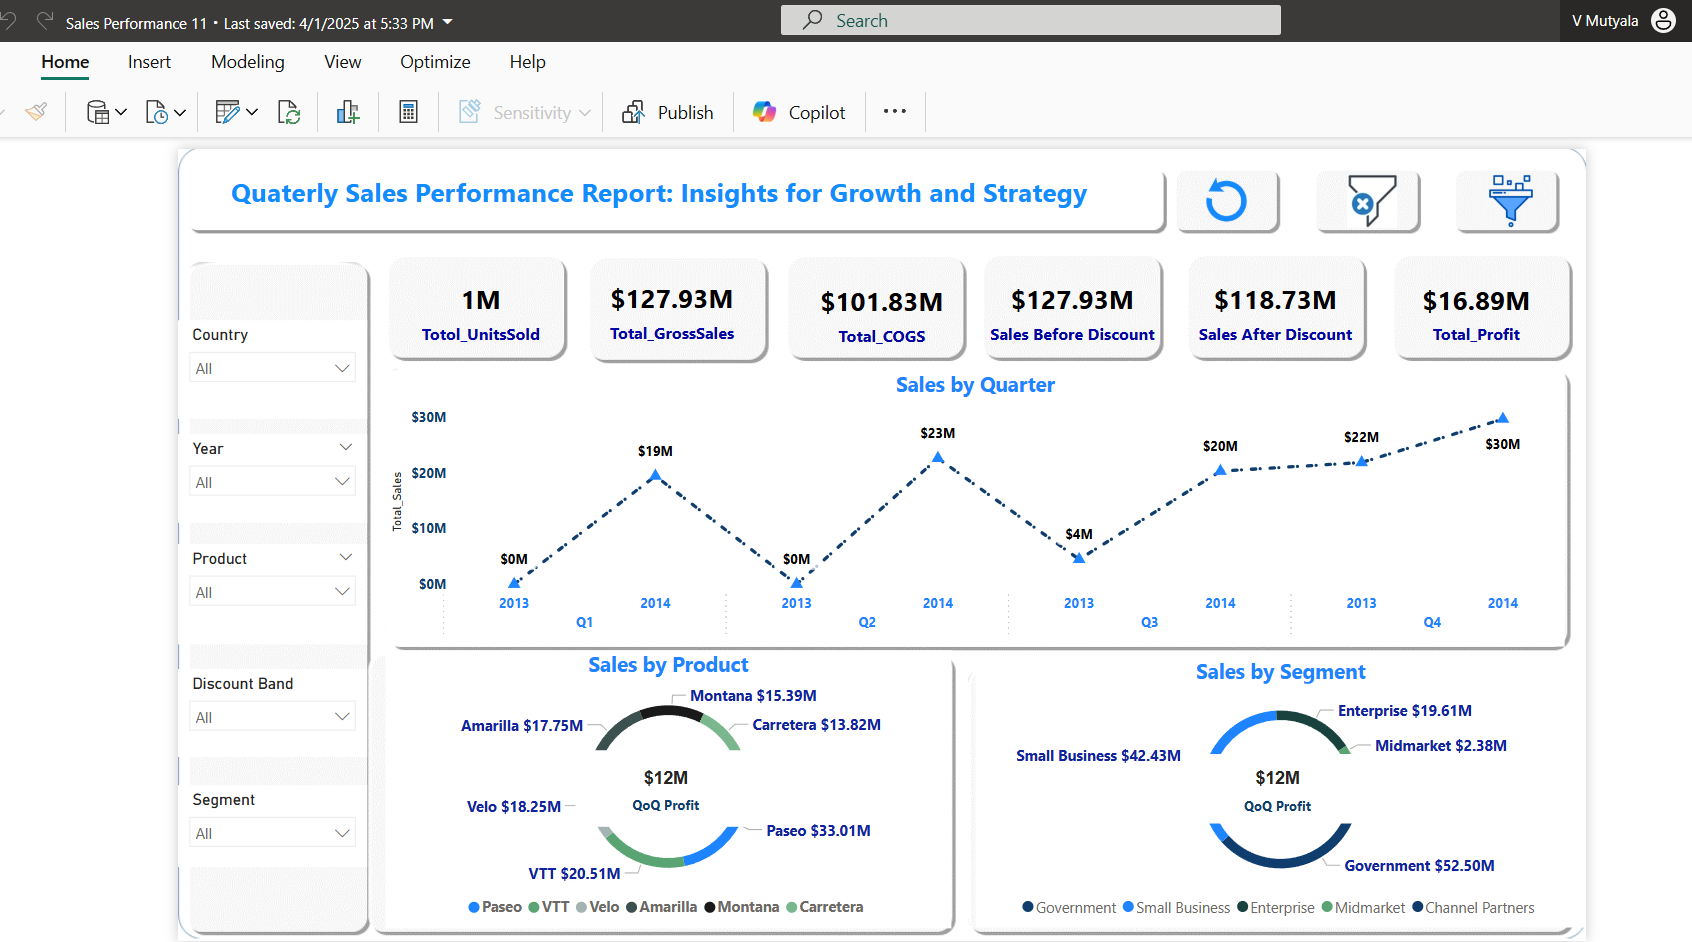 Sales Performance 11 • Last saved: 4/1/2025 at 5:33 PM
Search
V Mutyala
Home Insert Modeling View Optimize Help
Sensitivity Publish Copilot
Quaterly Sales Performance Report: Insights for Growth and Strategy
1M
Totol_UnitsSold
$127.93M
Total_GrossSales
$101.83M
Total_COGS
$127.93M
Sales Before Discount
$118.73M
Sales After Discount
$16.89M
Total_Profit
Country
All
Year
All
Product
All
Discount Band
All
Segment
All
Sales by Quarter
Total_Sales
$30M
$20M
$10M
$0M
$0M
$19M
$0M
$23M
$4M
$20M
$22M
$30M
2013 2014 2013 2014 2013 2014 2013 2014
Q1 Q2 Q3 Q4
Sales by Product
Montana $15.39M
Amarilla $17.75M
Carretera $13.82M
$12M
QoQ Profit
Velo $18.25M
Paseo $33.01M
VTT $20.51M
Paseo VTT Velo Amarilla Montana Carretera
Sales by Segment
Enterprise $19.61M
Midmarket $2.38M
Small Business $42.43M
$12M
QoQ Profit
Government $52.50M
Government Small Business Enterprise Midmarket Channel Partners